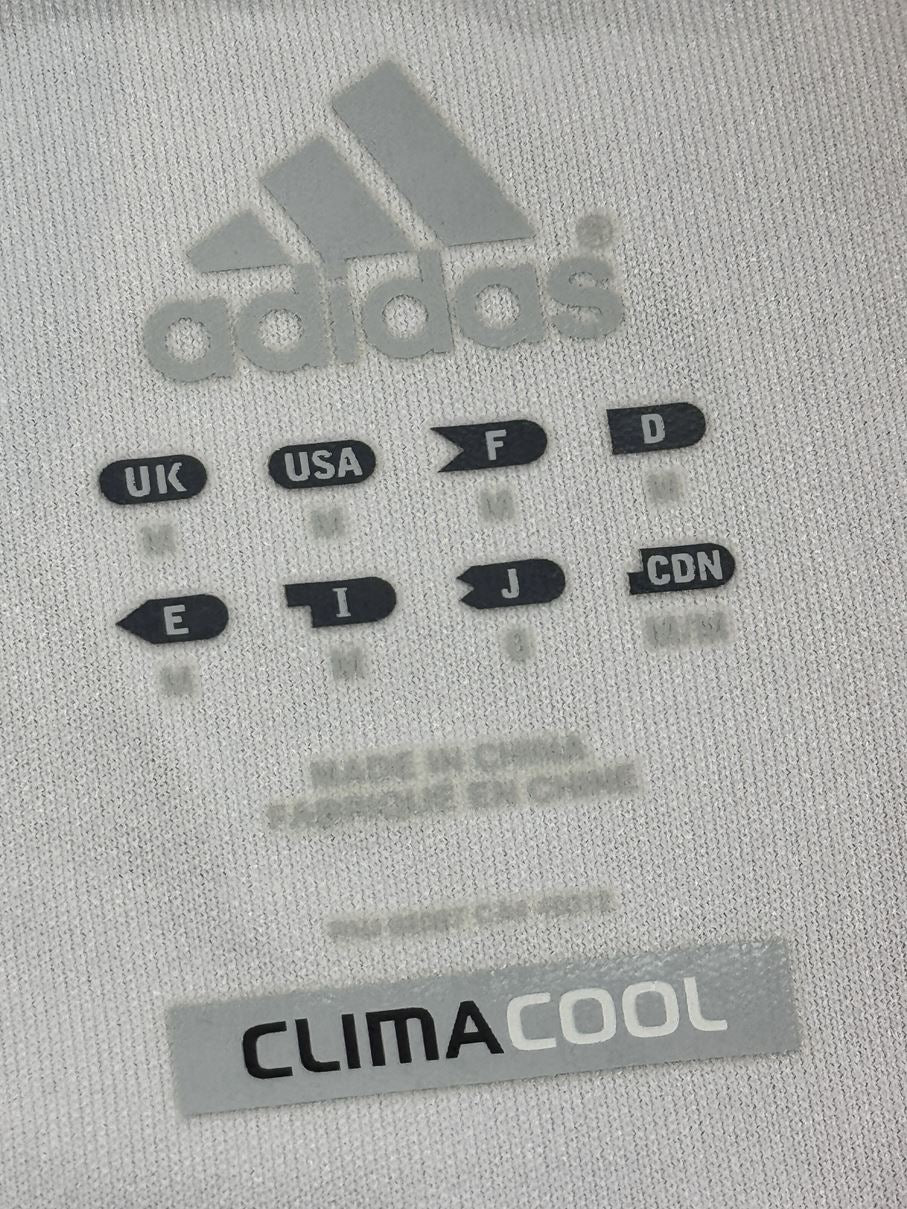 adidas®
UK USA F D
M M M M
E I J CDN
M M
MADE IN CHINA
FABRIQUE EN CHINE
CLIMACOOL